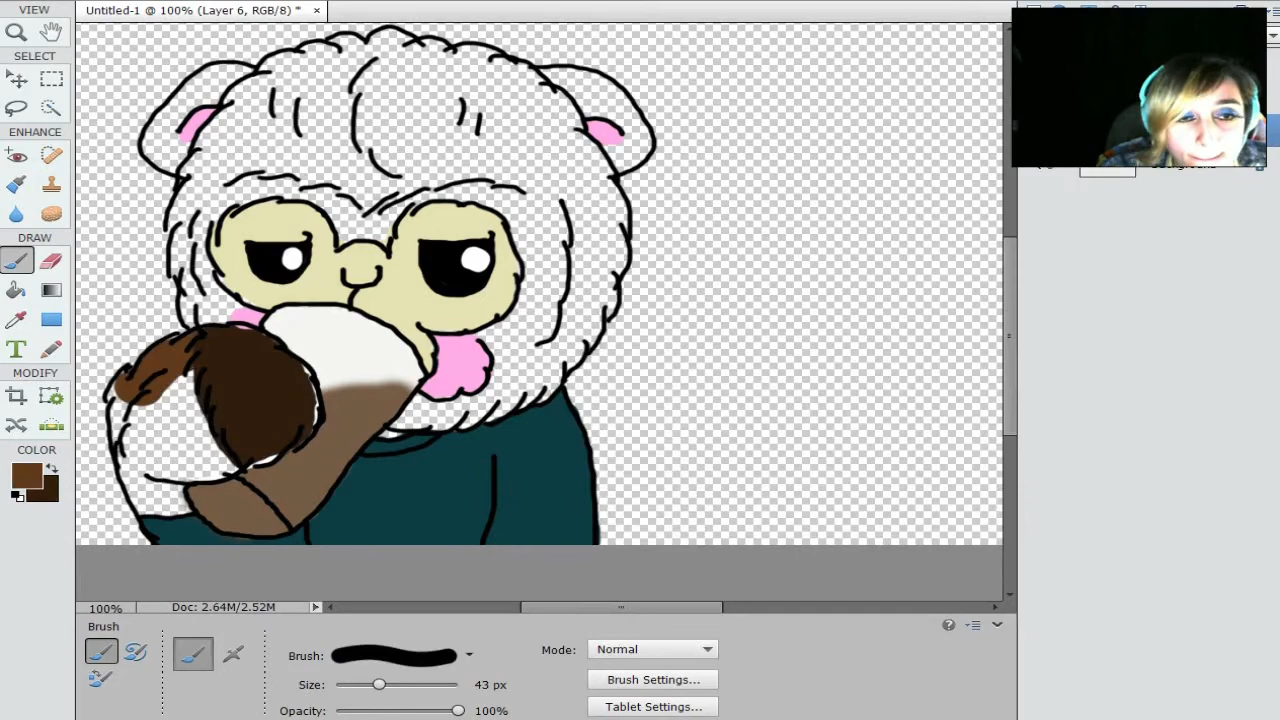 VIEW
Untitled-1 @ 100% (Layer 6, RGB/8) *
SELECT
ENHANCE
DRAW
T
MODIFY
COLOR
100%
Doc: 2.64M/2.52M
Brush
Brush:
Size:
43 px
Opacity:
100%
Mode:
Normal
Brush Settings...
Tablet Settings...